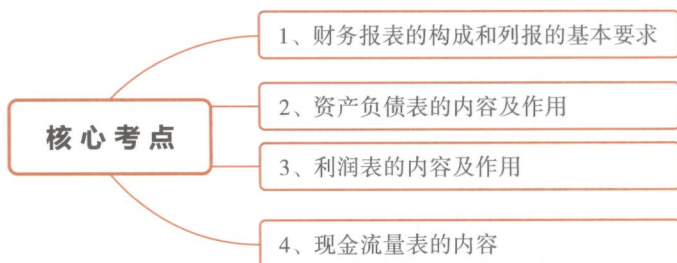 核心考点
1、财务报表的构成和列报的基本要求
2、资产负债表的内容及作用
3、利润表的内容及作用
4、现金流量表的内容